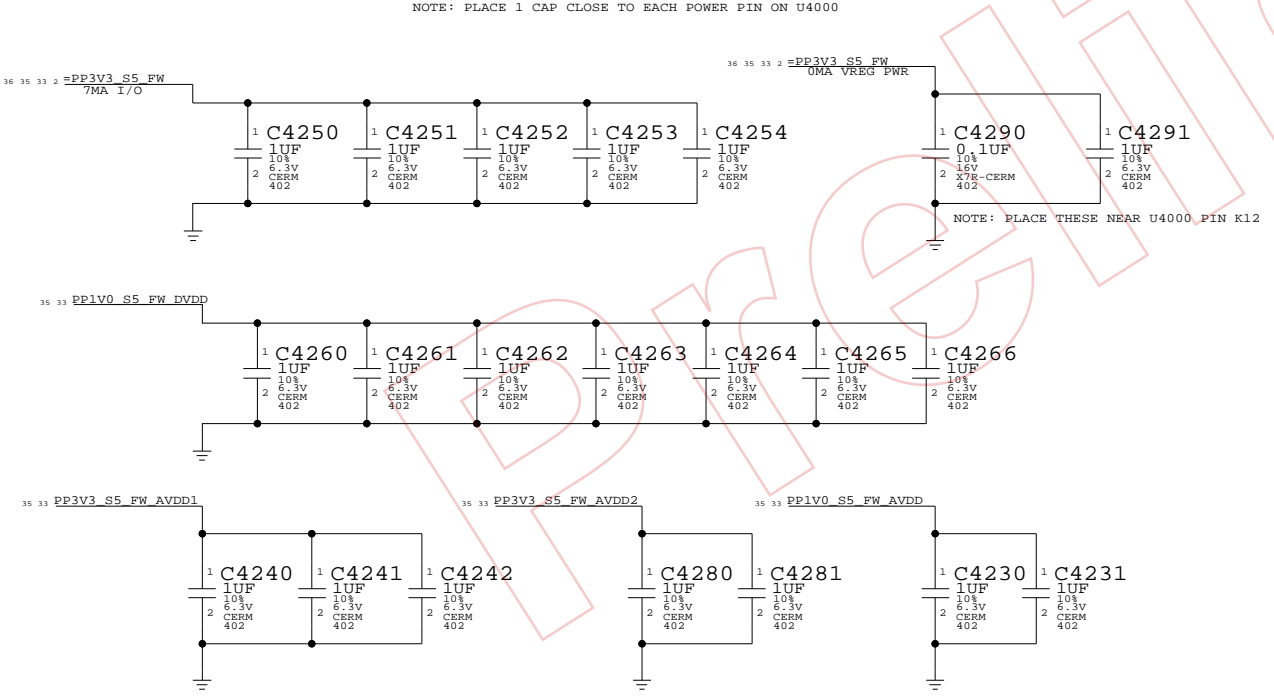 NOTE: PLACE 1 CAP CLOSE TO EACH POWER PIN ON U4000
36 35 33 2 =PP3V3_S5_FW
7MA I/O
1 C4250
1UF
10%
6.3V
2 CERM
402
1 C4251
1UF
10%
6.3V
2 CERM
402
1 C4252
1UF
10%
6.3V
2 CERM
402
1 C4253
1UF
10%
6.3V
2 CERM
402
1 C4254
1UF
10%
6.3V
2 CERM
402
36 35 33 2 =PP3V3_S5_FW
0MA VREG PWR
1 C4290
0.1UF
10%
16V
2 X7R-CERM
402
1 C4291
1UF
10%
6.3V
2 CERM
402
NOTE: PLACE THESE NEAR U4000 PIN K12
35 33 PP1V0_S5_FW_DVDD
1 C4260
1UF
10%
6.3V
2 CERM
402
1 C4261
1UF
10%
6.3V
2 CERM
402
1 C4262
1UF
10%
6.3V
2 CERM
402
1 C4263
1UF
10%
6.3V
2 CERM
402
1 C4264
1UF
10%
6.3V
2 CERM
402
1 C4265
1UF
10%
6.3V
2 CERM
402
1 C4266
1UF
10%
6.3V
2 CERM
402
35 33 PP3V3_S5_FW_AVDD1
1 C4240
1UF
10%
6.3V
2 CERM
402
1 C4241
1UF
10%
6.3V
2 CERM
402
1 C4242
1UF
10%
6.3V
2 CERM
402
35 33 PP3V3_S5_FW_AVDD2
1 C4280
1UF
10%
6.3V
2 CERM
402
1 C4281
1UF
10%
6.3V
2 CERM
402
35 33 PP1V0_S5_FW_AVDD
1 C4230
1UF
10%
6.3V
2 CERM
402
1 C4231
1UF
10%
6.3V
2 CERM
402
Preli